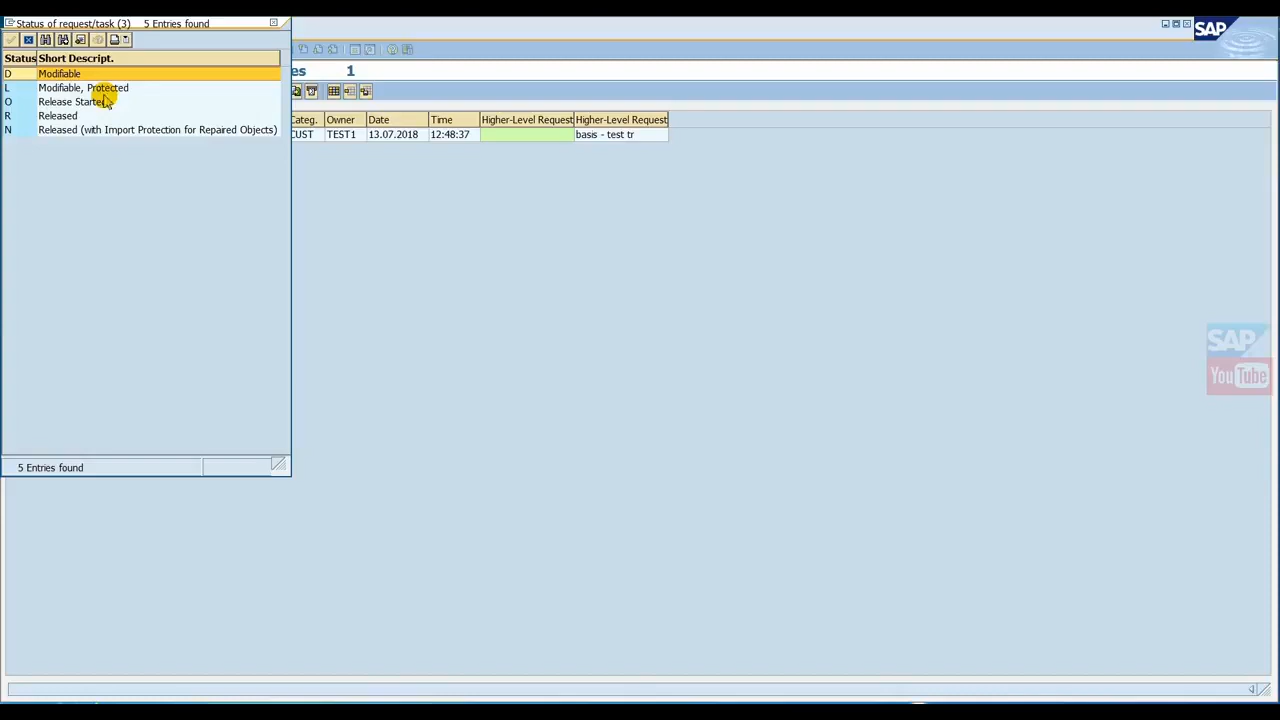 Status of request/task (3) 5 Entries found
SAP
es 1
Status Short Descript.
D Modifiable
L Modifiable, Protected
O Release Started
R Released
N Released (with Import Protection for Repaired Objects)
Categ. Owner Date Time Higher-Level Request Higher-Level Request
CUST TEST1 13.07.2018 12:48:37 basis - test tr
SAP
YouTube
5 Entries found